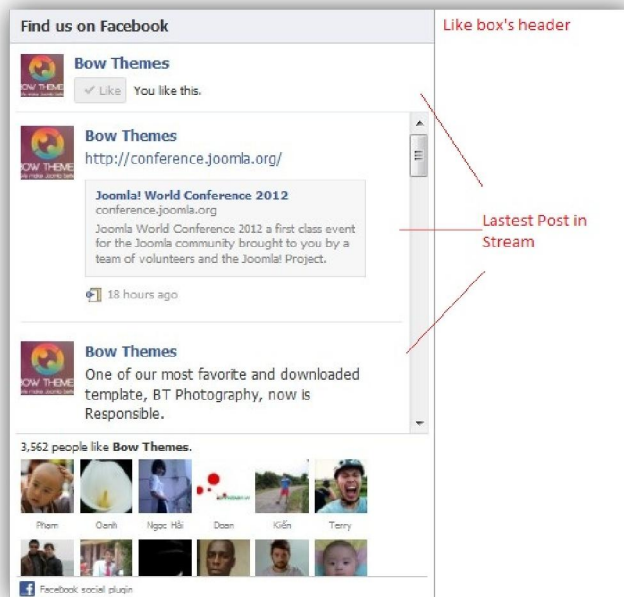 Find us on Facebook
Like box's header
Bow Themes
Like You like this.
Bow Themes
http://conference.joomla.org/
Joomla! World Conference 2012
conference.joomla.org
Joomla World Conference 2012 a first class event
for the Joomla community brought to you by a
team of volunteers and the Joomla! Project.
18 hours ago
Lastest Post in
Stream
Bow Themes
One of our most favorite and downloaded
template, BT Photography, now is
Responsible.
3,562 people like Bow Themes.
Pham Oanh Ngọc Hải Doan Kiến Terry
Facebook social plugin